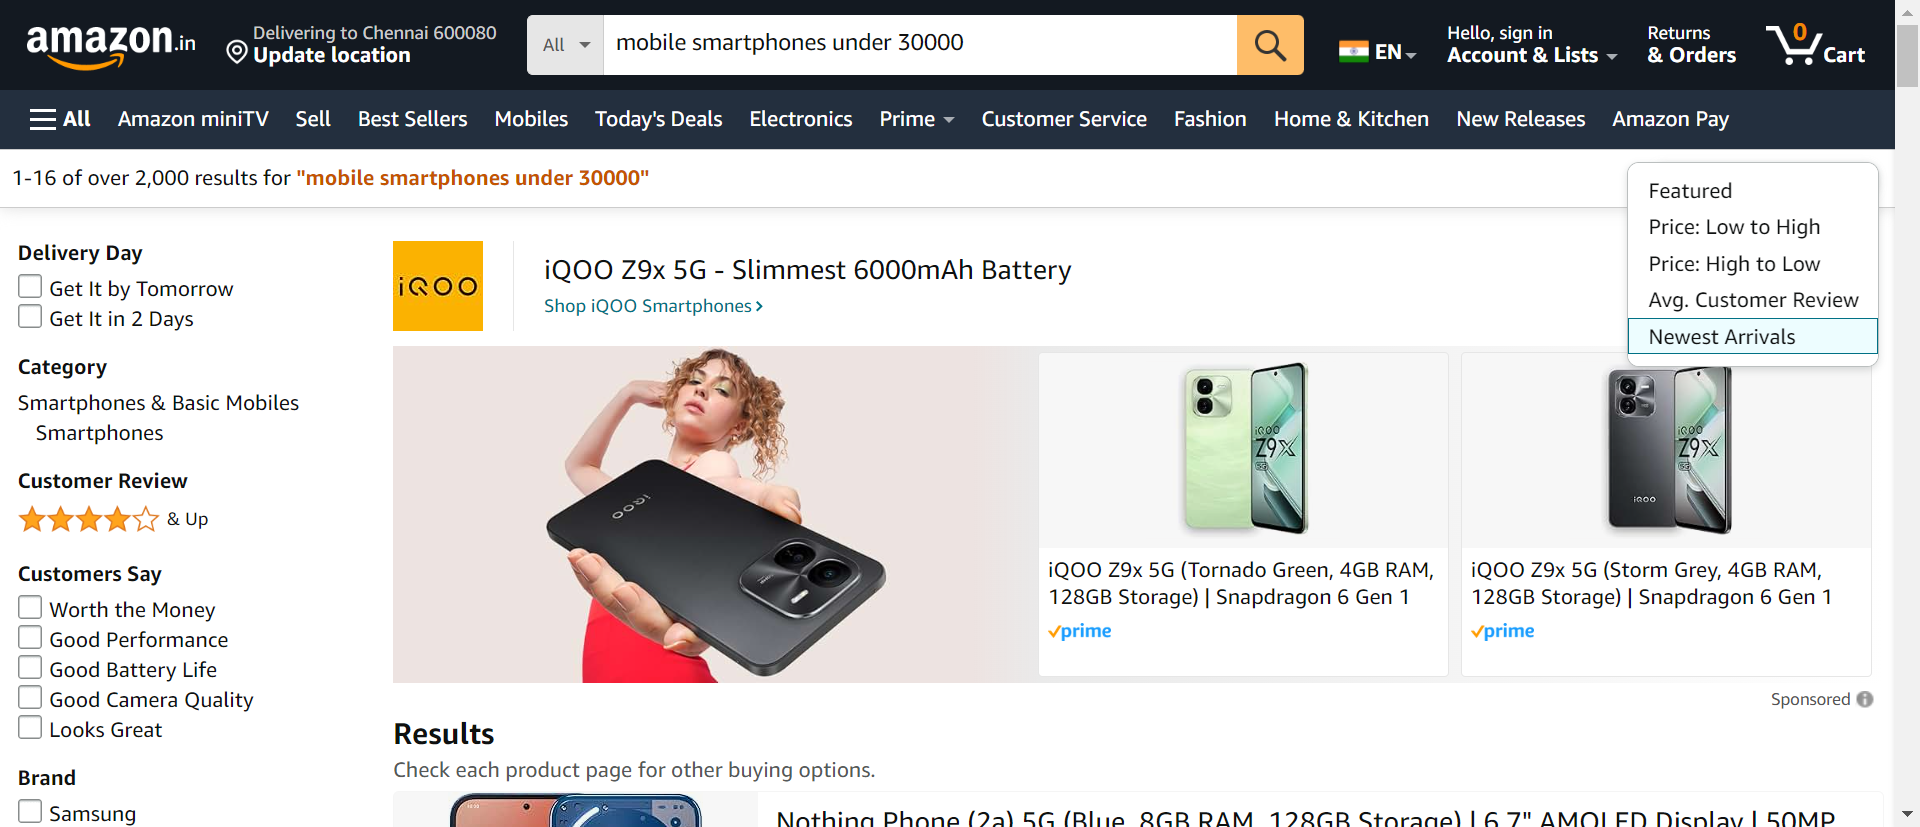 amazon.in
Delivering to Chennai 600080
Update location
All
mobile smartphones under 30000
EN
Hello, sign in
Account & Lists
Returns
& Orders
0
Cart
All
Amazon miniTV
Sell
Best Sellers
Mobiles
Today's Deals
Electronics
Prime
Customer Service
Fashion
Home & Kitchen
New Releases
Amazon Pay
1-16 of over 2,000 results for "mobile smartphones under 30000"
Featured
Price: Low to High
Price: High to Low
Avg. Customer Review
Newest Arrivals
Delivery Day
Get It by Tomorrow
Get It in 2 Days
Category
Smartphones & Basic Mobiles
Smartphones
Customer Review
& Up
Customers Say
Worth the Money
Good Performance
Good Battery Life
Good Camera Quality
Looks Great
Brand
Samsung
iQOO
iQOO Z9x 5G - Slimmest 6000mAh Battery
Shop iQOO Smartphones
iQOO
iQOO
Z9X
5G
iQOO Z9x 5G (Tornado Green, 4GB RAM,
128GB Storage) | Snapdragon 6 Gen 1
prime
iQOO
iQOO
Z9X
5G
iQOO Z9x 5G (Storm Grey, 4GB RAM,
128GB Storage) | Snapdragon 6 Gen 1
prime
Sponsored
Results
Check each product page for other buying options.
Nothing Phone (2a) 5G (Blue, 8GB RAM, 128GB Storage) | 6.7" AMOLED Display | 50MP